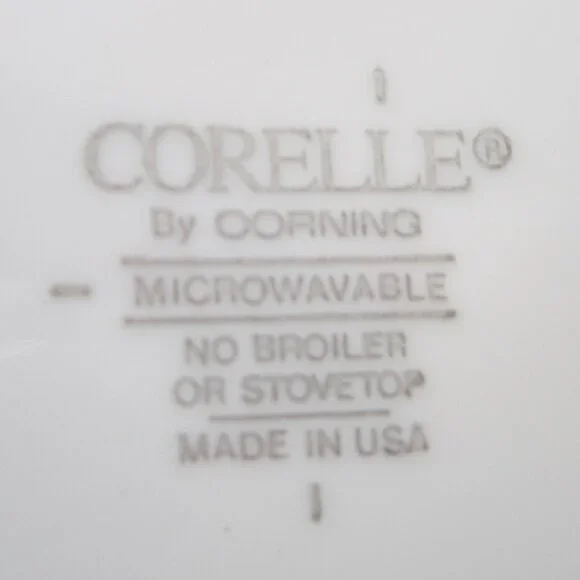 CORELLE®
By CORNING
MICROWAVABLE
NO BROILER
OR STOVETOP
MADE IN USA